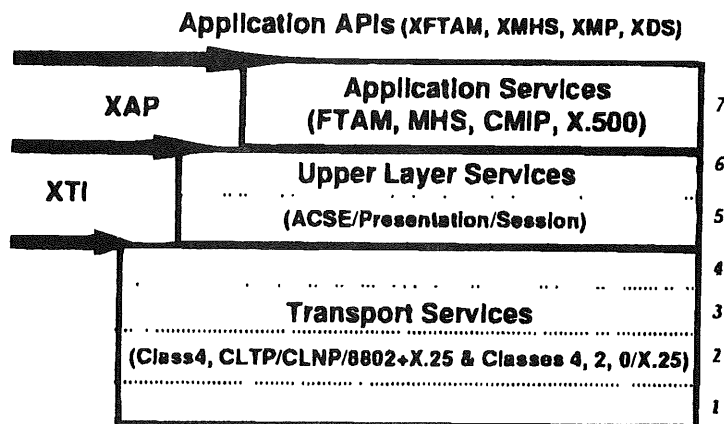 Application APIs (XFTAM, XMHS, XMP, XDS)
XAP
Application Services
(FTAM, MHS, CMIP, X.500)
7
6
XTI
Upper Layer Services
(ACSE/Presentation/Session)
5
4
Transport Services
3
(Class4, CLTP/CLNP/8802+X.25 & Classes 4, 2, 0/X.25)
2
1